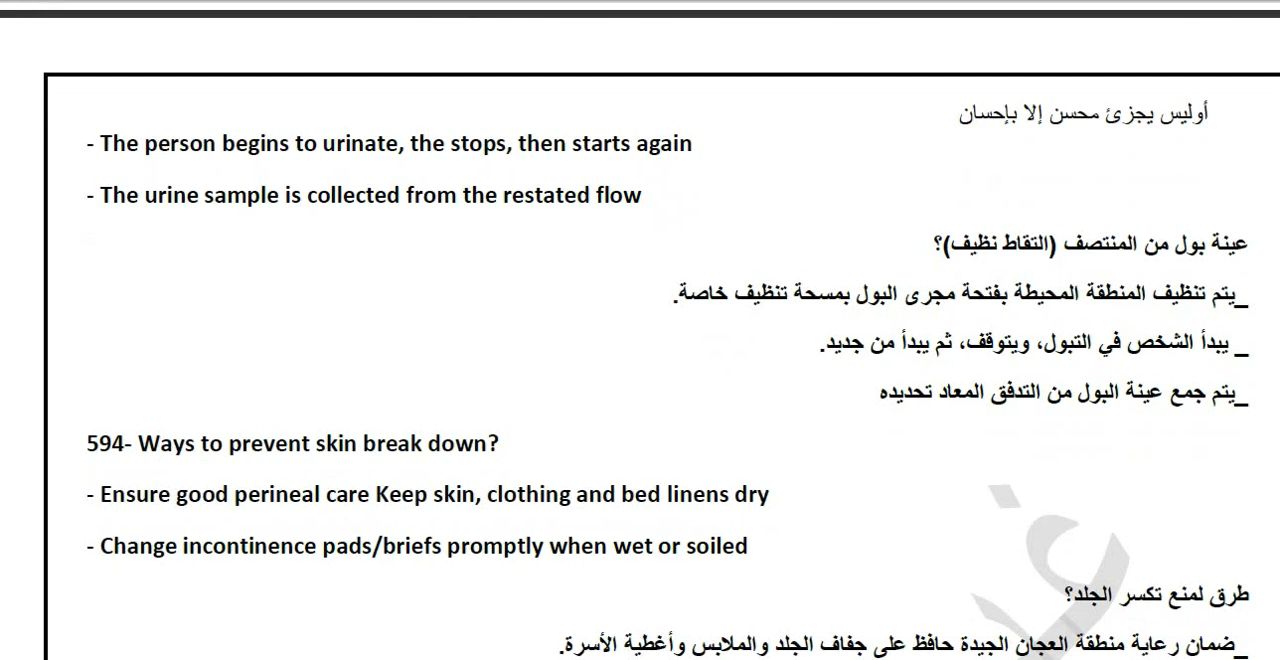 أوليس يجزئ محسن إلا بإحسان
- The person begins to urinate, the stops, then starts again
- The urine sample is collected from the restated flow
عينة بول من المنتصف (التقاط نظيف)؟
_يتم تنظيف المنطقة المحيطة بفتحة مجرى البول بمسحة تنظيف خاصة.
_ يبدأ الشخص في التبول، ويتوقف، ثم يبدأ من جديد.
_يتم جمع عينة البول من التدفق المعاد تحديده
594- Ways to prevent skin break down?
- Ensure good perineal care Keep skin, clothing and bed linens dry
- Change incontinence pads/briefs promptly when wet or soiled
طرق لمنع تكسر الجلد؟
_ضمان رعاية منطقة العجان الجيدة حافظ على جفاف الجلد والملابس وأغطية الأسرة.